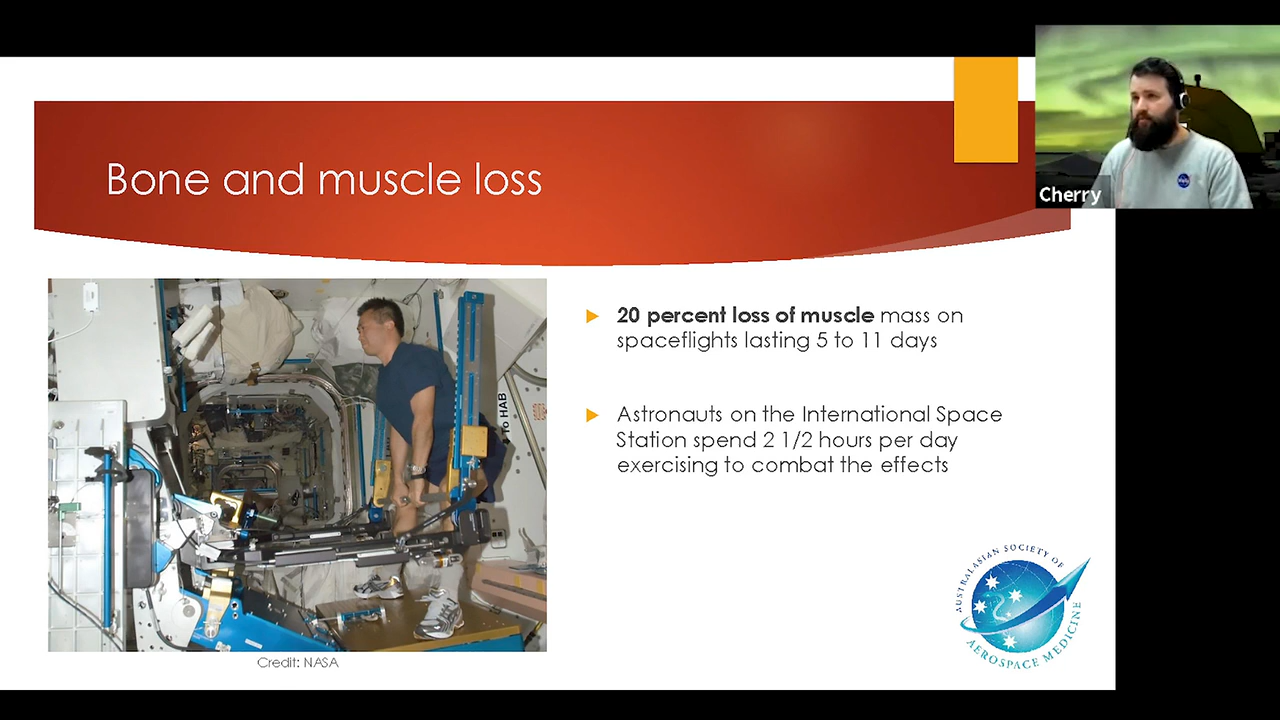 Bone and muscle loss
Cherry
20 percent loss of muscle mass on
spaceflights lasting 5 to 11 days
Astronauts on the International Space
Station spend 2 1/2 hours per day
exercising to combat the effects
TO HAB
Credit: NASA
AUSTRALASIAN SOCIETY OF
AEROSPACE MEDICINE